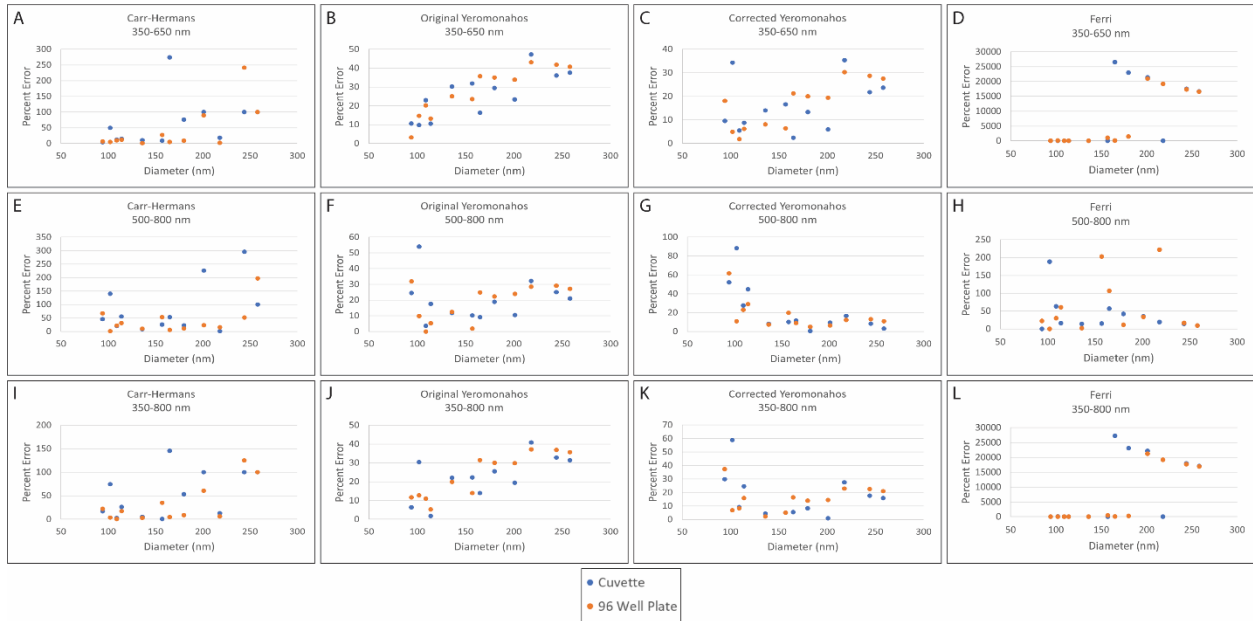 A
Carr-Hermans
350-650 nm
Percent Error
300
250
200
150
100
50
0
50 100 150 200 250 300
Diameter (nm)
B
Original Yeromonahos
350-650 nm
Percent Error
50
40
30
20
10
0
50 100 150 200 250 300
Diameter (nm)
C
Corrected Yeromonahos
350-650 nm
Percent Error
40
30
20
10
0
50 100 150 200 250 300
Diameter (nm)
D
Ferri
350-650 nm
Percent Error
30000
25000
20000
15000
10000
5000
0
50 100 150 200 250 300
Diameter (nm)
E
Carr-Hermans
500-800 nm
Percent Error
350
300
250
200
150
100
50
0
50 100 150 200 250 300
Diameter (nm)
F
Original Yeromonahos
500-800 nm
Percent Error
60
50
40
30
20
10
0
50 100 150 200 250 300
Diameter (nm)
G
Corrected Yeromonahos
500-800 nm
Percent Error
100
80
60
40
20
0
50 100 150 200 250 300
Diameter (nm)
H
Ferri
500-800 nm
Percent Error
250
200
150
100
50
0
50 100 150 200 250 300
Diameter (nm)
I
Carr-Hermans
350-800 nm
Percent Error
200
150
100
50
0
50 100 150 200 250 300
Diameter (nm)
J
Original Yeromonahos
350-800 nm
Percent Error
50
40
30
20
10
0
50 100 150 200 250 300
Diameter (nm)
K
Corrected Yeromonahos
350-800 nm
Percent Error
70
60
50
40
30
20
10
0
50 100 150 200 250 300
Diameter (nm)
L
Ferri
350-800 nm
Percent Error
30000
25000
20000
15000
10000
5000
0
50 100 150 200 250 300
Diameter (nm)
Cuvette
96 Well Plate